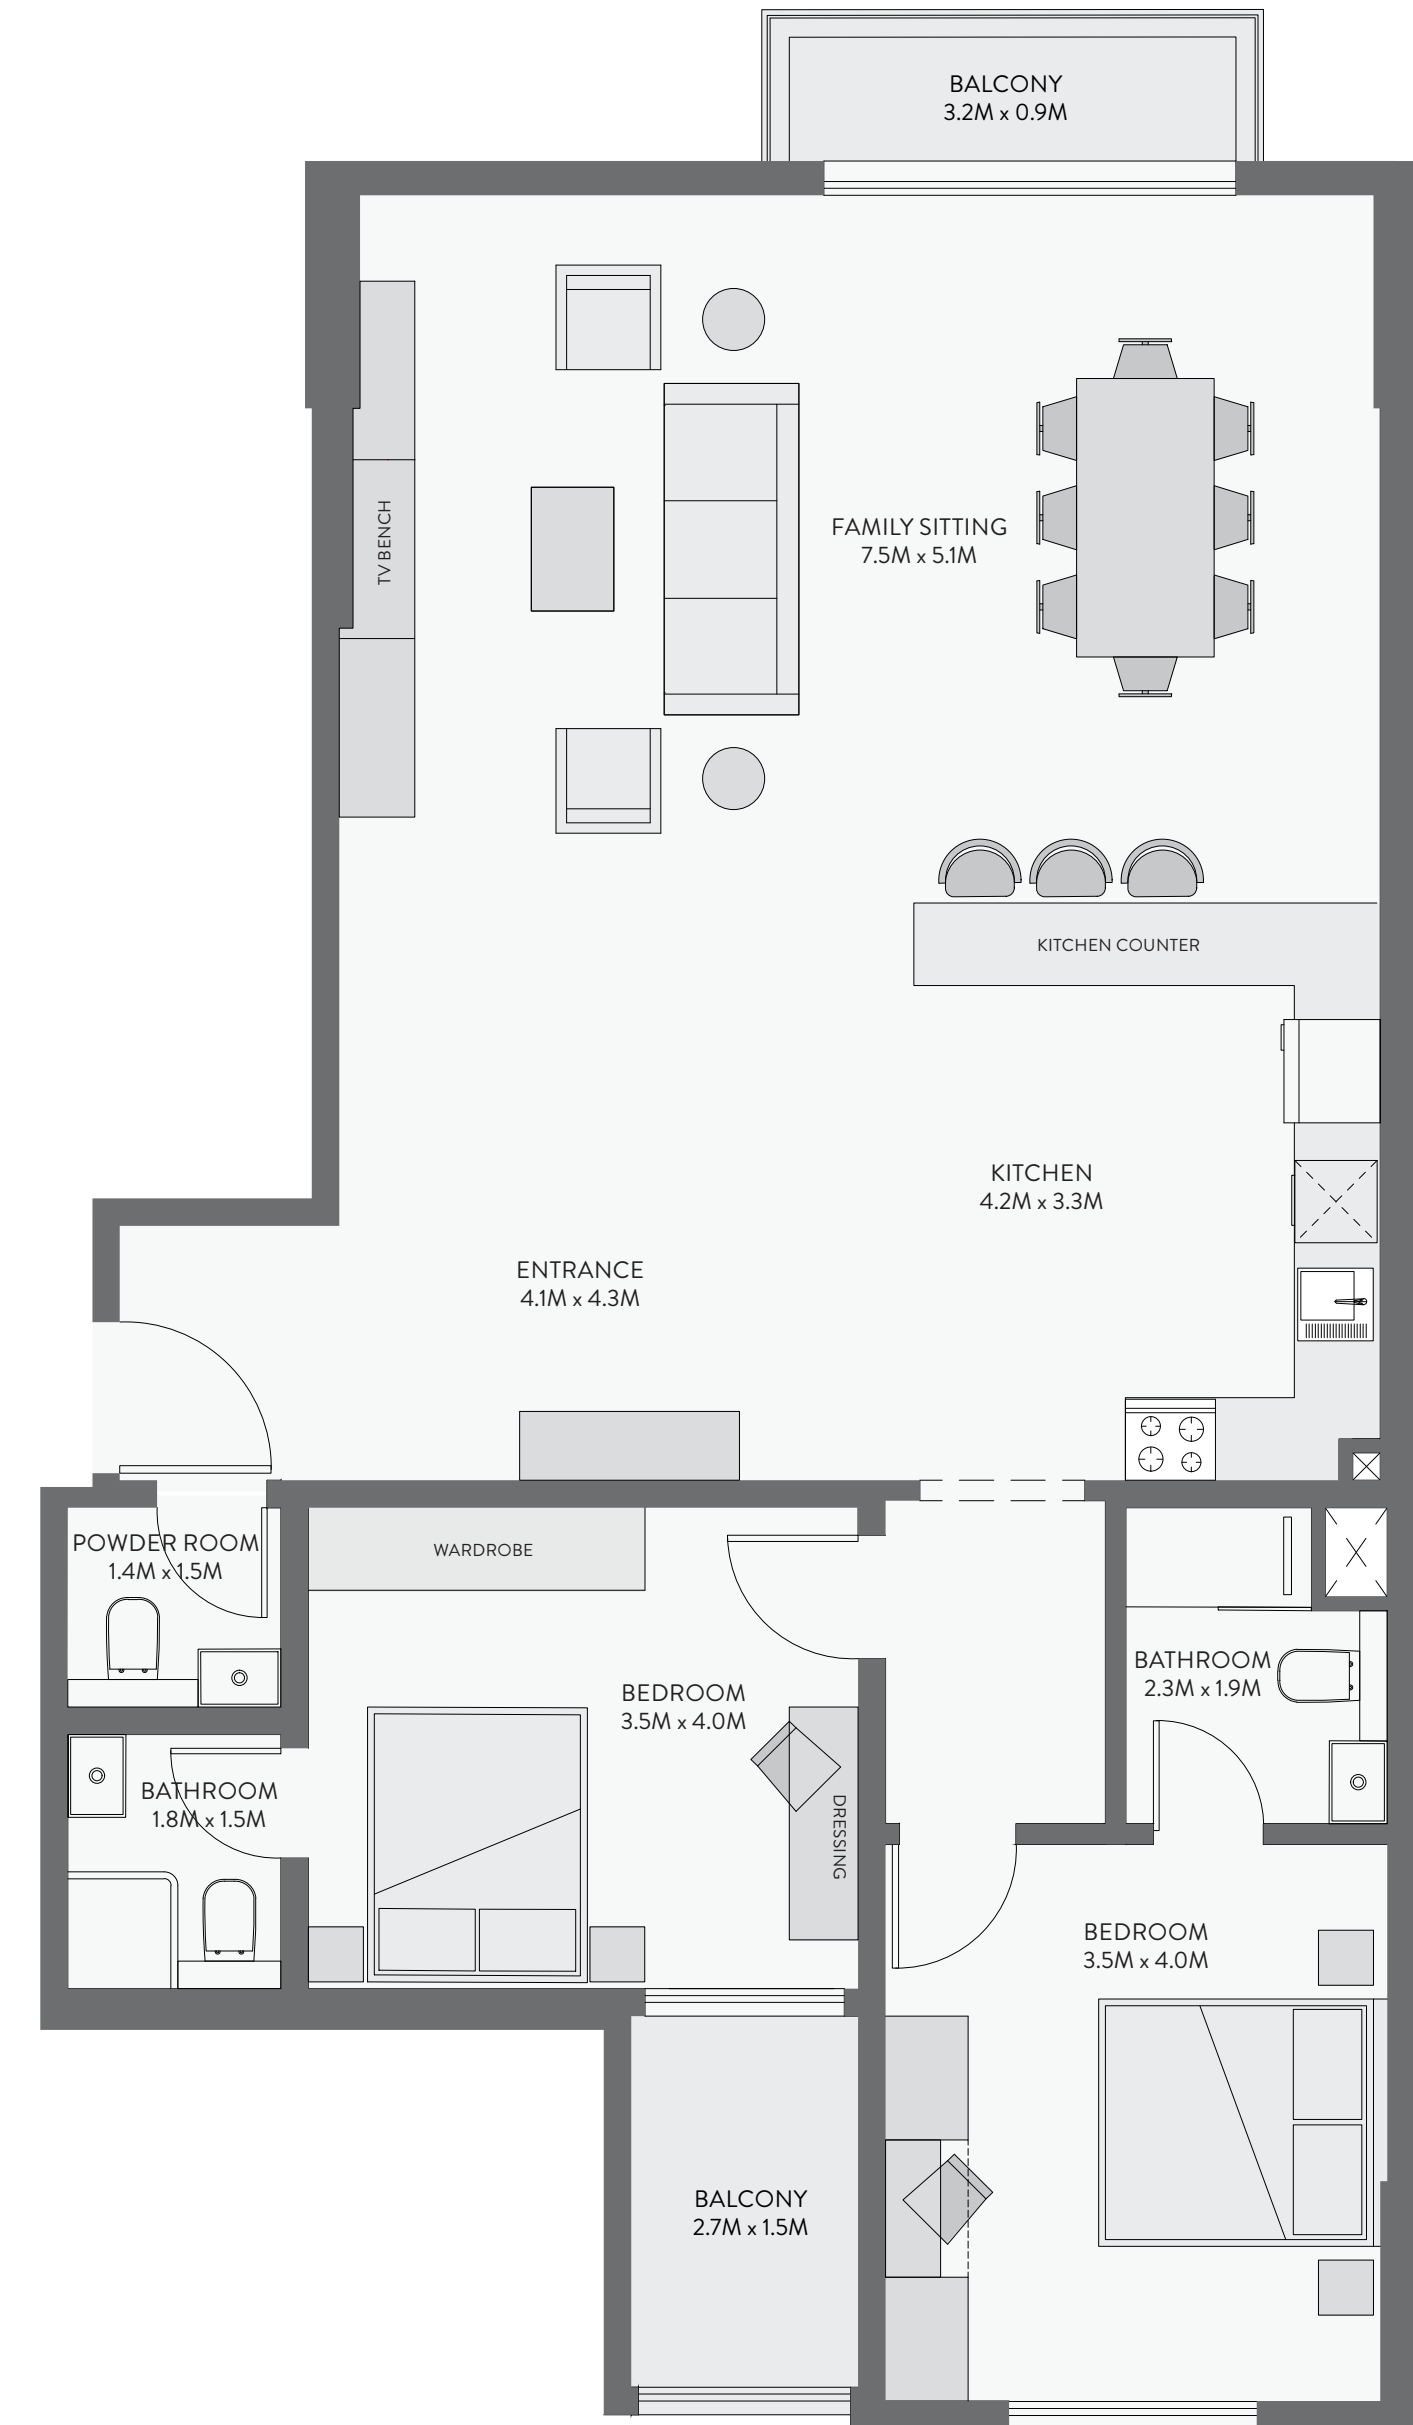 BALCONY
3.2M x 0.9M
TV BENCH
FAMILY SITTING
7.5M x 5.1M
KITCHEN COUNTER
KITCHEN
4.2M x 3.3M
ENTRANCE
4.1M x 4.3M
POWDER ROOM
1.4M x 1.5M
WARDROBE
BATHROOM
2.3M x 1.9M
BEDROOM
3.5M x 4.0M
BATHROOM
1.8M x 1.5M
DRESSING
BEDROOM
3.5M x 4.0M
BALCONY
2.7M x 1.5M